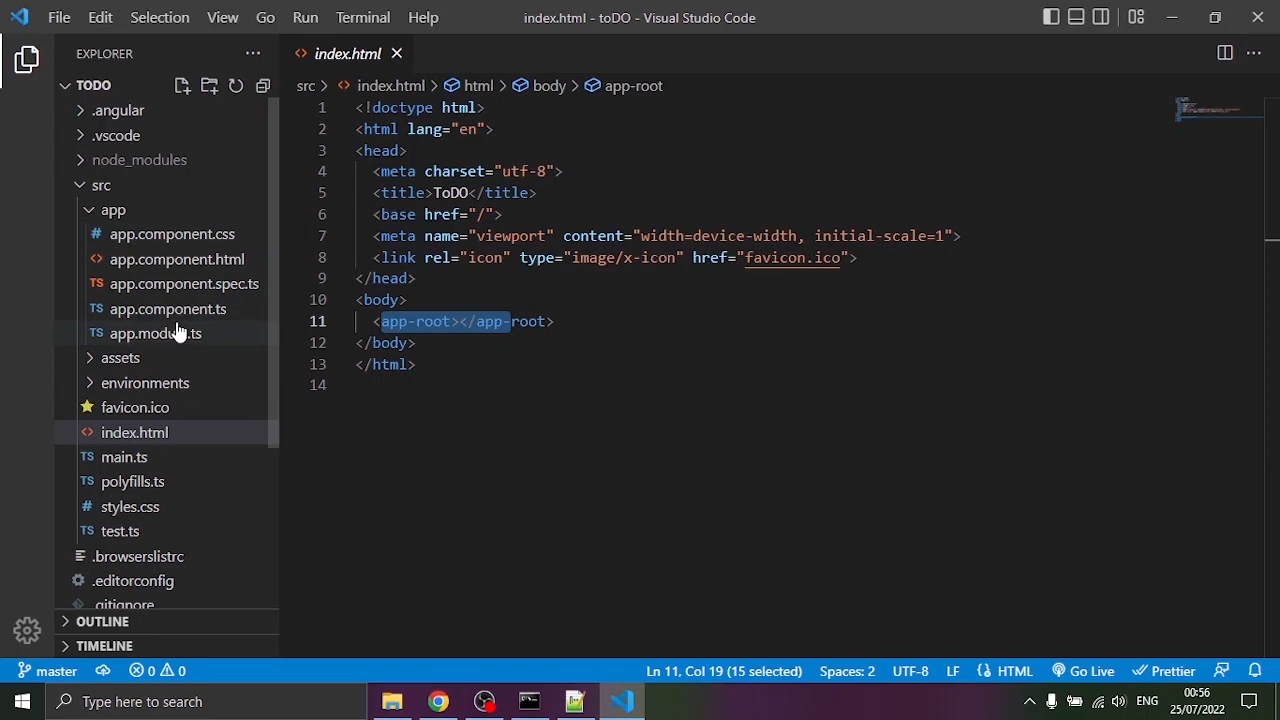 File Edit Selection View Go Run Terminal Help index.html - toDO - Visual Studio Code
EXPLORER
TODO
.angular
.vscode
node_modules
src
app
app.component.css
app.component.html
app.component.spec.ts
app.component.ts
assets
environments
favicon.ico
index.html
main.ts
polyfills.ts
styles.css
test.ts
.browserslistrc
.editorconfig
.gitignore
OUTLINE
TIMELINE
index.html
src > index.html > html > body > app-root
1 <!doctype html>
2 <html lang="en">
3 <head>
4 <meta charset="utf-8">
5 <title>ToDO</title>
6 <base href="/">
7 <meta name="viewport" content="width=device-width, initial-scale=1">
8 <link rel="icon" type="image/x-icon" href="favicon.ico">
9 </head>
10 <body>
11 <app-root></app-root>
12 </body>
13 </html>
14
master 0 0 Ln 11, Col 19 (15 selected) Spaces: 2 UTF-8 LF HTML Go Live Prettier
Type here to search ENG 00:56
25/07/2022